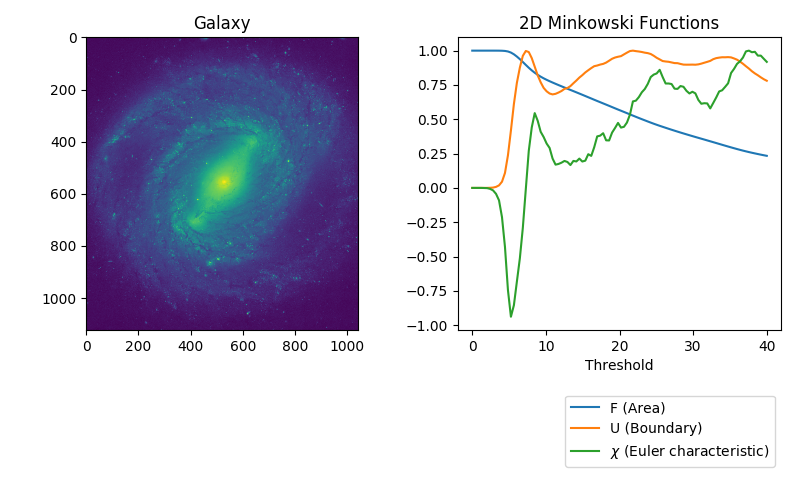 Galaxy
0
200
400
600
800
1000
0 200 400 600 800 1000
2D Minkowski Functions
1.00
0.75
0.50
0.25
0.00
−0.25
−0.50
−0.75
−1.00
0 10 20 30 40
Threshold
F (Area)
U (Boundary)
χ (Euler characteristic)